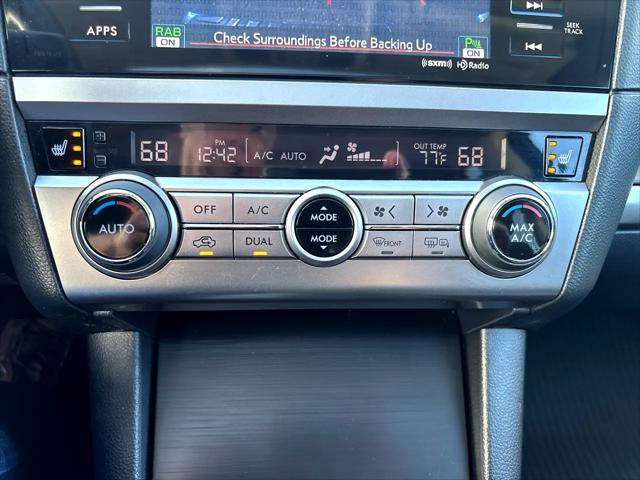 APPS
RAB
ON
Check Surroundings Before Backing Up
ON
SEEK
TRACK
((sxm)) HD Radio
68
PM
12:42
A/C AUTO
OUT TEMP
77F
68
AUTO
OFF
A/C
MODE
MODE
DUAL
FRONT
MAX
A/C